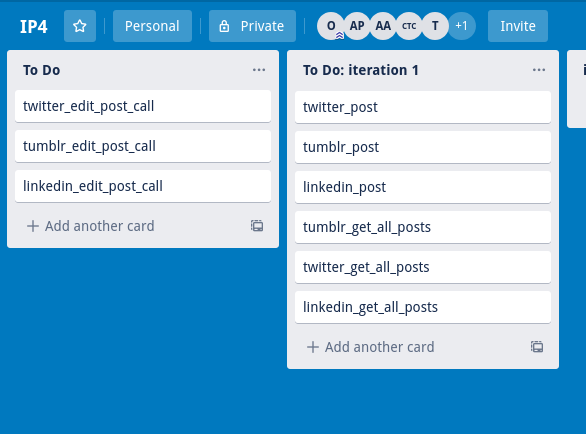 IP4 Personal Private O AP AA CTC T +1 Invite
To Do
twitter_edit_post_call
tumblr_edit_post_call
linkedin_edit_post_call
Add another card
To Do: iteration 1
twitter_post
tumblr_post
linkedin_post
tumblr_get_all_posts
twitter_get_all_posts
linkedin_get_all_posts
Add another card